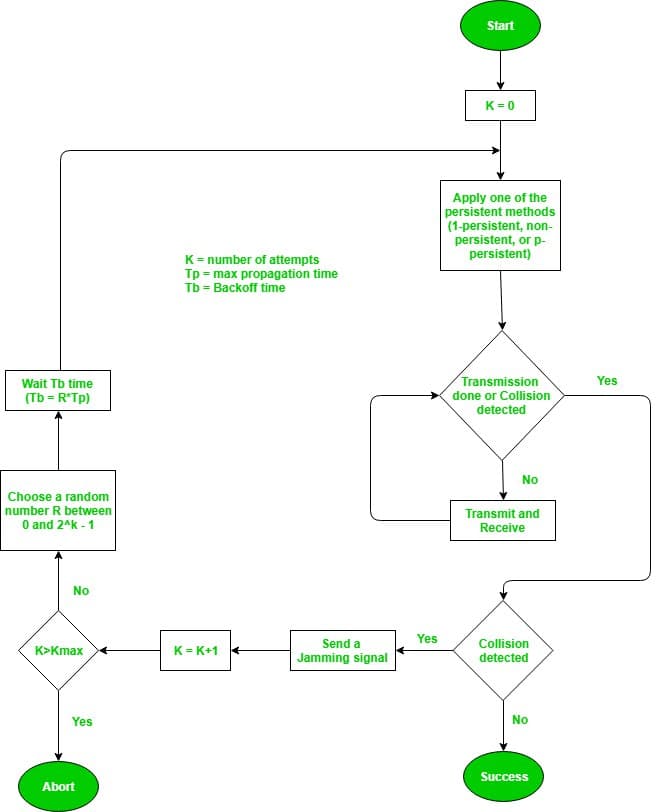 Start
K = 0
Apply one of the
persistent methods
(1-persistent, non-
persistent, or p-
persistent)
K = number of attempts
Tp = max propagation time
Tb = Backoff time
Transmission
done or Collision
detected
Yes
No
Transmit and
Receive
Wait Tb time
(Tb = R*Tp)
Choose a random
number R between
0 and 2^k - 1
No
K>Kmax
K = K+1
Send a
Jamming signal
Yes
Collision
detected
Yes
No
Abort
Success